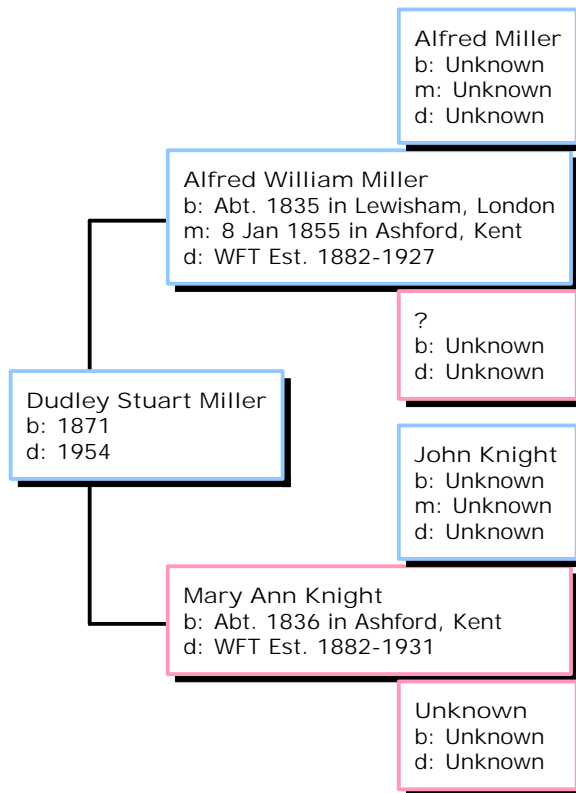 Alfred Miller
b: Unknown
m: Unknown
d: Unknown
Alfred William Miller
b: Abt. 1835 in Lewisham, London
m: 8 Jan 1855 in Ashford, Kent
d: WFT Est. 1882-1927
?
b: Unknown
d: Unknown
Dudley Stuart Miller
b: 1871
d: 1954
John Knight
b: Unknown
m: Unknown
d: Unknown
Mary Ann Knight
b: Abt. 1836 in Ashford, Kent
d: WFT Est. 1882-1931
Unknown
b: Unknown
d: Unknown